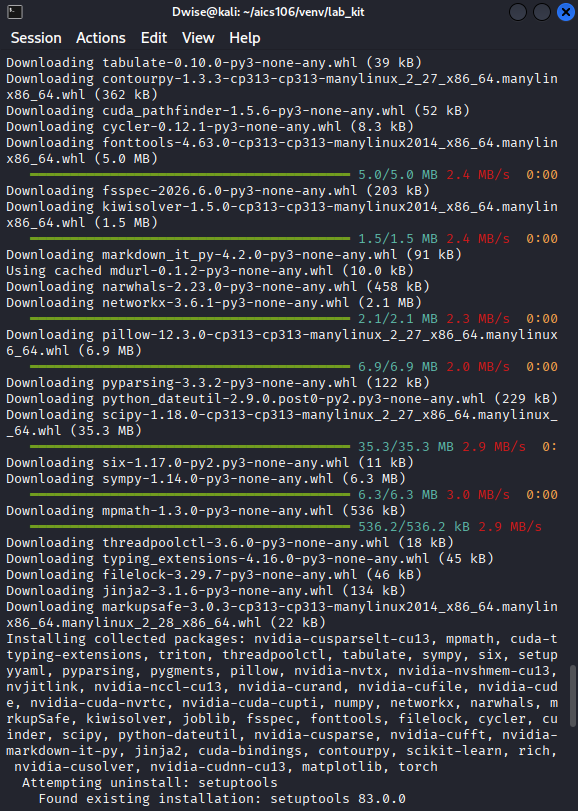 Dwise@kali: ~/aics106/venv/lab_kit
Session Actions Edit View Help
Downloading tabulate-0.10.0-py3-none-any.whl (39 kB)
Downloading contourpy-1.3.3-cp313-cp313-manylinux_2_27_x86_64.manylin
x86_64.whl (362 kB)
Downloading cuda_pathfinder-1.5.6-py3-none-any.whl (52 kB)
Downloading cycler-0.12.1-py3-none-any.whl (8.3 kB)
Downloading fonttools-4.63.0-cp313-cp313-manylinux2014_x86_64.manylin
x86_64.whl (5.0 MB)
5.0/5.0 MB 2.4 MB/s 0:00
Downloading fsspec-2026.6.0-py3-none-any.whl (203 kB)
Downloading kiwisolver-1.5.0-cp313-cp313-manylinux2014_x86_64.manylin
x86_64.whl (1.5 MB)
1.5/1.5 MB 2.4 MB/s 0:00
Downloading markdown_it_py-4.2.0-py3-none-any.whl (91 kB)
Using cached mdurl-0.1.2-py3-none-any.whl (10.0 kB)
Downloading narwhals-2.23.0-py3-none-any.whl (458 kB)
Downloading networkx-3.6.1-py3-none-any.whl (2.1 MB)
2.1/2.1 MB 2.3 MB/s 0:00
Downloading pillow-12.3.0-cp313-cp313-manylinux_2_27_x86_64.manylinux
6_64.whl (6.9 MB)
6.9/6.9 MB 2.0 MB/s 0:00
Downloading pyparsing-3.3.2-py3-none-any.whl (122 kB)
Downloading python_dateutil-2.9.0.post0-py2.py3-none-any.whl (229 kB)
Downloading scipy-1.18.0-cp313-cp313-manylinux_2_27_x86_64.manylinux_
_64.whl (35.3 MB)
35.3/35.3 MB 2.9 MB/s 0:
Downloading six-1.17.0-py2.py3-none-any.whl (11 kB)
Downloading sympy-1.14.0-py3-none-any.whl (6.3 MB)
6.3/6.3 MB 3.0 MB/s 0:00
Downloading mpmath-1.3.0-py3-none-any.whl (536 kB)
536.2/536.2 kB 2.9 MB/s
Downloading threadpoolctl-3.6.0-py3-none-any.whl (18 kB)
Downloading typing_extensions-4.16.0-py3-none-any.whl (45 kB)
Downloading filelock-3.29.7-py3-none-any.whl (46 kB)
Downloading jinja2-3.1.6-py3-none-any.whl (134 kB)
Downloading markupsafe-3.0.3-cp313-cp313-manylinux2014_x86_64.manylin
x86_64.manylinux_2_28_x86_64.whl (22 kB)
Installing collected packages: nvidia-cusparselt-cu13, mpmath, cuda-t
typing-extensions, triton, threadpoolctl, tabulate, sympy, six, setup
yyaml, pyparsing, pygments, pillow, nvidia-nvtx, nvidia-nvshmem-cu13,
nvjitlink, nvidia-nccl-cu13, nvidia-curand, nvidia-cufile, nvidia-cud
e, nvidia-cuda-nvrtc, nvidia-cuda-cupti, numpy, networkx, narwhals, m
rkupSafe, kiwisolver, joblib, fsspec, fonttools, filelock, cycler, cu
inder, scipy, python-dateutil, nvidia-cusparse, nvidia-cufft, nvidia-
markdown-it-py, jinja2, cuda-bindings, contourpy, scikit-learn, rich,
nvidia-cusolver, nvidia-cudnn-cu13, matplotlib, torch
Attempting uninstall: setuptools
Found existing installation: setuptools 83.0.0